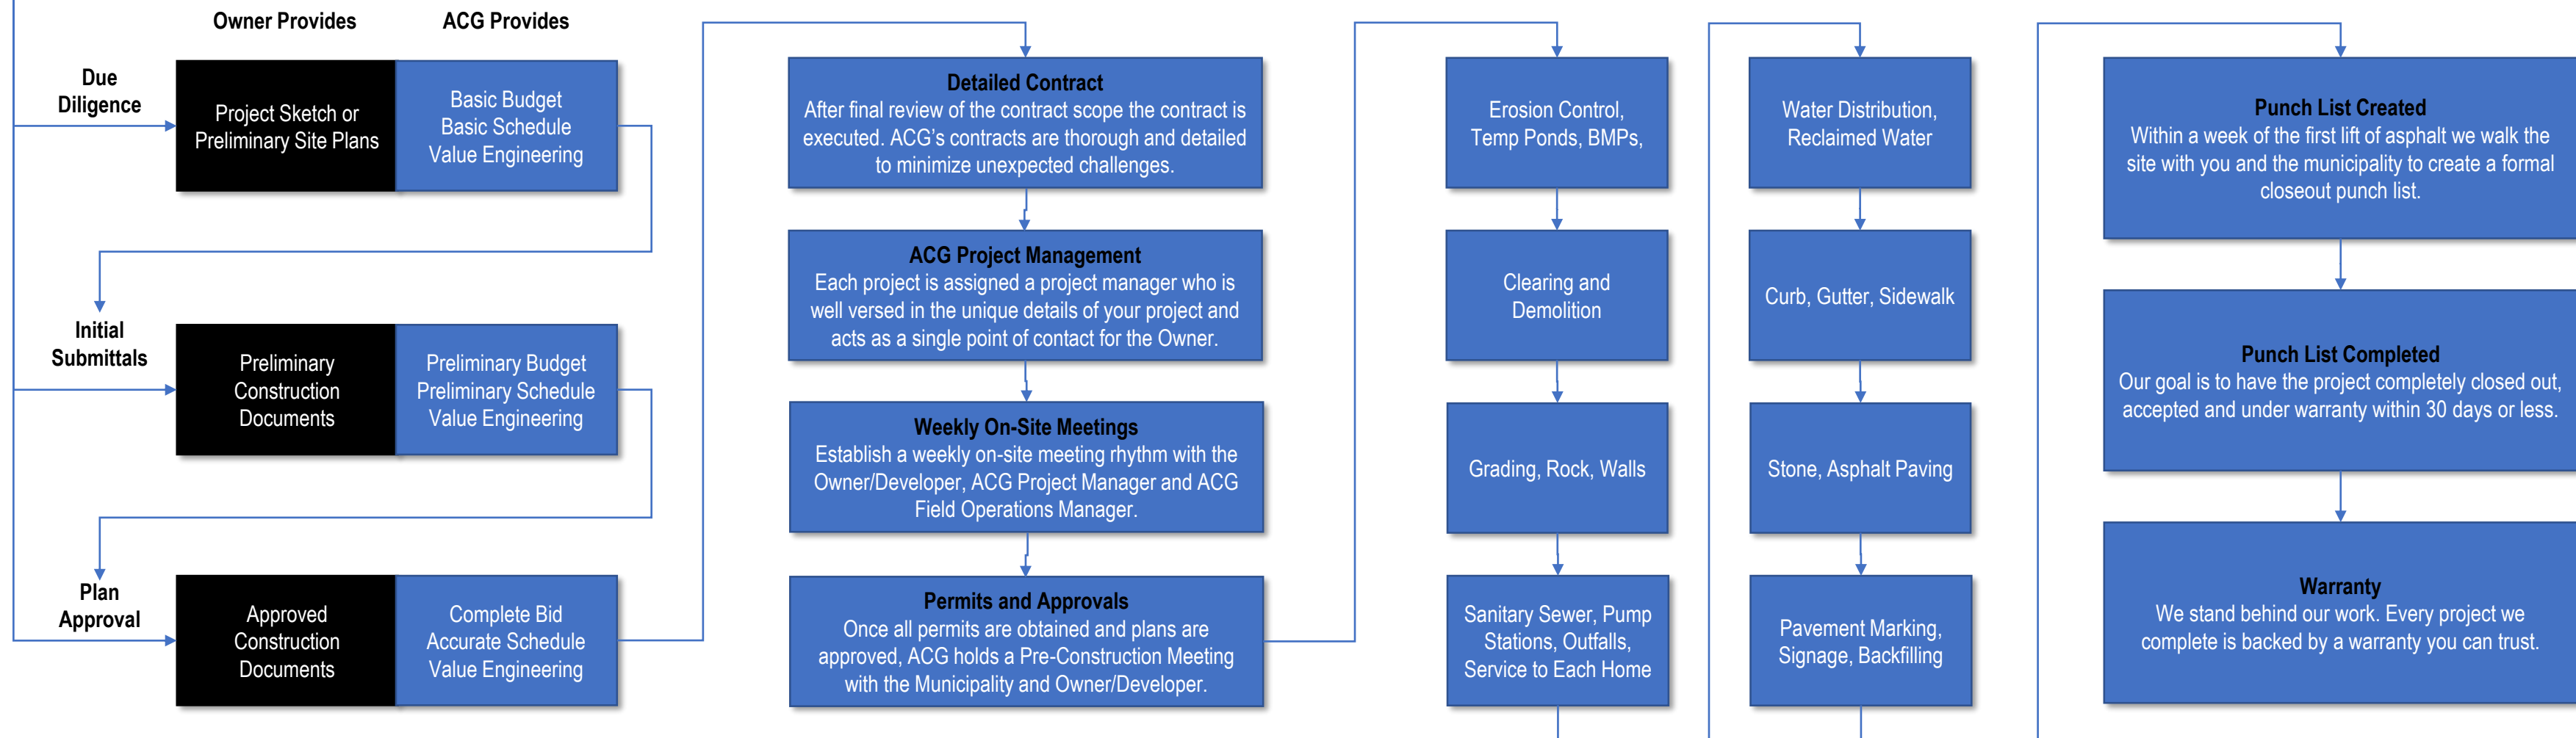 Owner Provides
ACG Provides
Due
Diligence
Project Sketch or
Preliminary Site Plans
Basic Budget
Basic Schedule
Value Engineering
Initial
Submittals
Preliminary
Construction
Documents
Preliminary Budget
Preliminary Schedule
Value Engineering
Plan
Approval
Approved
Construction
Documents
Complete Bid
Accurate Schedule
Value Engineering
Detailed Contract
After final review of the contract scope the contract is
executed. ACG's contracts are thorough and detailed
to minimize unexpected challenges.
ACG Project Management
Each project is assigned a project manager who is
well versed in the unique details of your project and
acts as a single point of contact for the Owner.
Weekly On-Site Meetings
Establish a weekly on-site meeting rhythm with the
Owner/Developer, ACG Project Manager and ACG
Field Operations Manager.
Permits and Approvals
Once all permits are obtained and plans are
approved, ACG holds a Pre-Construction Meeting
with the Municipality and Owner/Developer.
Erosion Control,
Temp Ponds, BMPs,
Clearing and
Demolition
Grading, Rock, Walls
Sanitary Sewer, Pump
Stations, Outfalls,
Service to Each Home
Water Distribution,
Reclaimed Water
Curb, Gutter, Sidewalk
Stone, Asphalt Paving
Pavement Marking,
Signage, Backfilling
Punch List Created
Within a week of the first lift of asphalt we walk the
site with you and the municipality to create a formal
closeout punch list.
Punch List Completed
Our goal is to have the project completely closed out,
accepted and under warranty within 30 days or less.
Warranty
We stand behind our work. Every project we
complete is backed by a warranty you can trust.